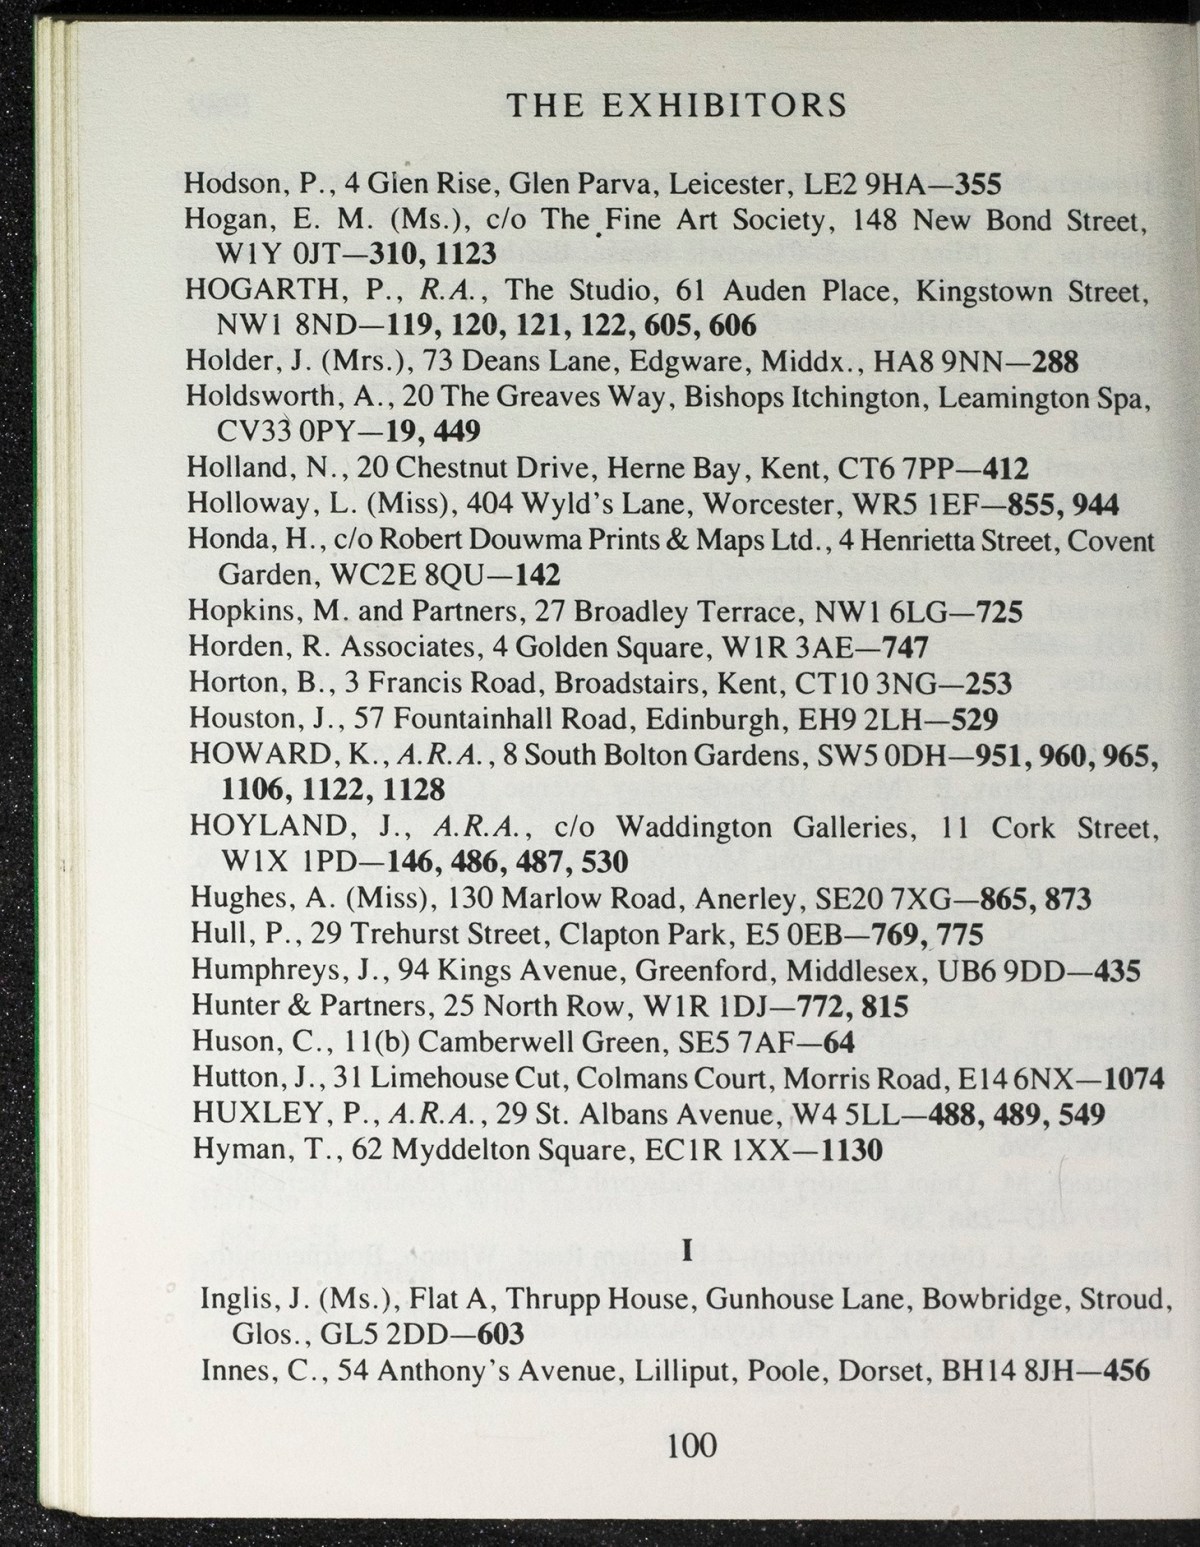 THE EXHIBITORS
Hodson, P., 4 Glen Rise, Glen Parva, Leicester, LE2 9HA—355
Hogan, E. M. (Ms.), c/o The Fine Art Society, 148 New Bond Street,
W1Y 0JT—310, 1123
HOGARTH, P., R.A., The Studio, 61 Auden Place, Kingstown Street,
NW1 8ND—119, 120, 121, 122, 605, 606
Holder, J. (Mrs.), 73 Deans Lane, Edgware, Middx., HA8 9NN—288
Holdsworth, A., 20 The Greaves Way, Bishops Itchington, Leamington Spa,
CV33 0PY—19, 449
Holland, N., 20 Chestnut Drive, Herne Bay, Kent, CT6 7PP—412
Holloway, L. (Miss), 404 Wyld's Lane, Worcester, WR5 1EF—855, 944
Honda, H., c/o Robert Douwma Prints & Maps Ltd., 4 Henrietta Street, Covent
Garden, WC2E 8QU—142
Hopkins, M. and Partners, 27 Broadley Terrace, NW1 6LG—725
Horden, R. Associates, 4 Golden Square, W1R 3AE—747
Horton, B., 3 Francis Road, Broadstairs, Kent, CT10 3NG—253
Houston, J., 57 Fountainhall Road, Edinburgh, EH9 2LH—529
HOWARD, K., A.R.A., 8 South Bolton Gardens, SW5 0DH—951, 960, 965,
1106, 1122, 1128
HOYLAND, J., A.R.A., c/o Waddington Galleries, 11 Cork Street,
W1X 1PD—146, 486, 487, 530
Hughes, A. (Miss), 130 Marlow Road, Anerley, SE20 7XG—865, 873
Hull, P., 29 Trehurst Street, Clapton Park, E5 0EB—769, 775
Humphreys, J., 94 Kings Avenue, Greenford, Middlesex, UB6 9DD—435
Hunter & Partners, 25 North Row, W1R 1DJ—772, 815
Huson, C., 11(b) Camberwell Green, SE5 7AF—64
Hutton, J., 31 Limehouse Cut, Colmans Court, Morris Road, E14 6NX—1074
HUXLEY, P., A.R.A., 29 St. Albans Avenue, W4 5LL—488, 489, 549
Hyman, T., 62 Myddelton Square, EC1R 1XX—1130
I
Inglis, J. (Ms.), Flat A, Thrupp House, Gunhouse Lane, Bowbridge, Stroud,
Glos., GL5 2DD—603
Innes, C., 54 Anthony's Avenue, Lilliput, Poole, Dorset, BH14 8JH—456
100